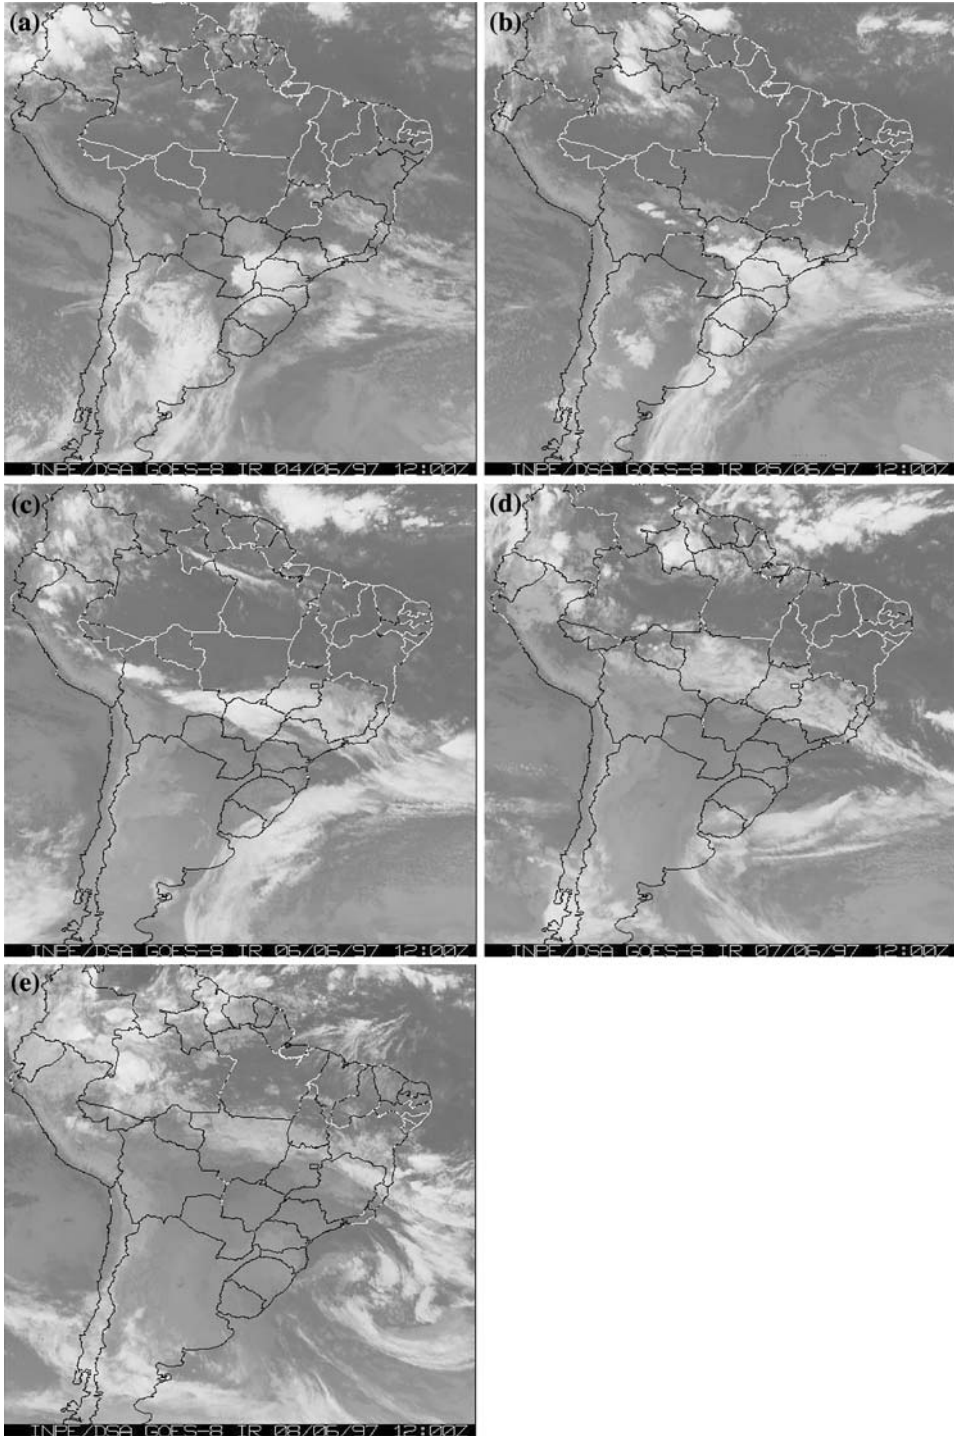 (a)
(b)
INPE/DSA GOES-8 IR 04/06/97 12:00Z
INPE/DSA GOES-8 IR 05/06/97 12:00Z
(c)
(d)
INPE/DSA GOES-8 IR 06/06/97 12:00Z
INPE/DSA GOES-8 IR 07/06/97 12:00Z
(e)
INPE/DSA GOES-8 IR 08/06/97 12:00Z